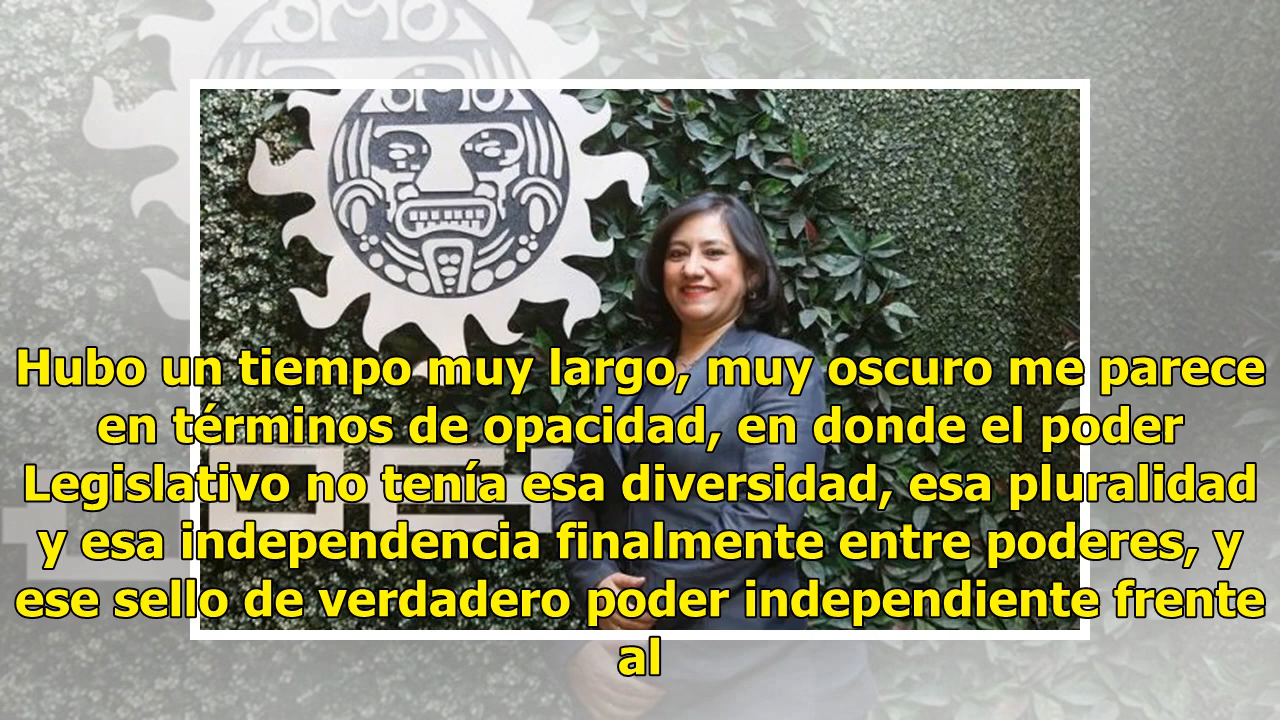 Hubo un tiempo muy largo, muy oscuro me parece
en términos de opacidad, en donde el poder
Legislativo no tenía esa diversidad, esa pluralidad
y esa independencia finalmente entre poderes, y
ese sello de verdadero poder independiente frente
al